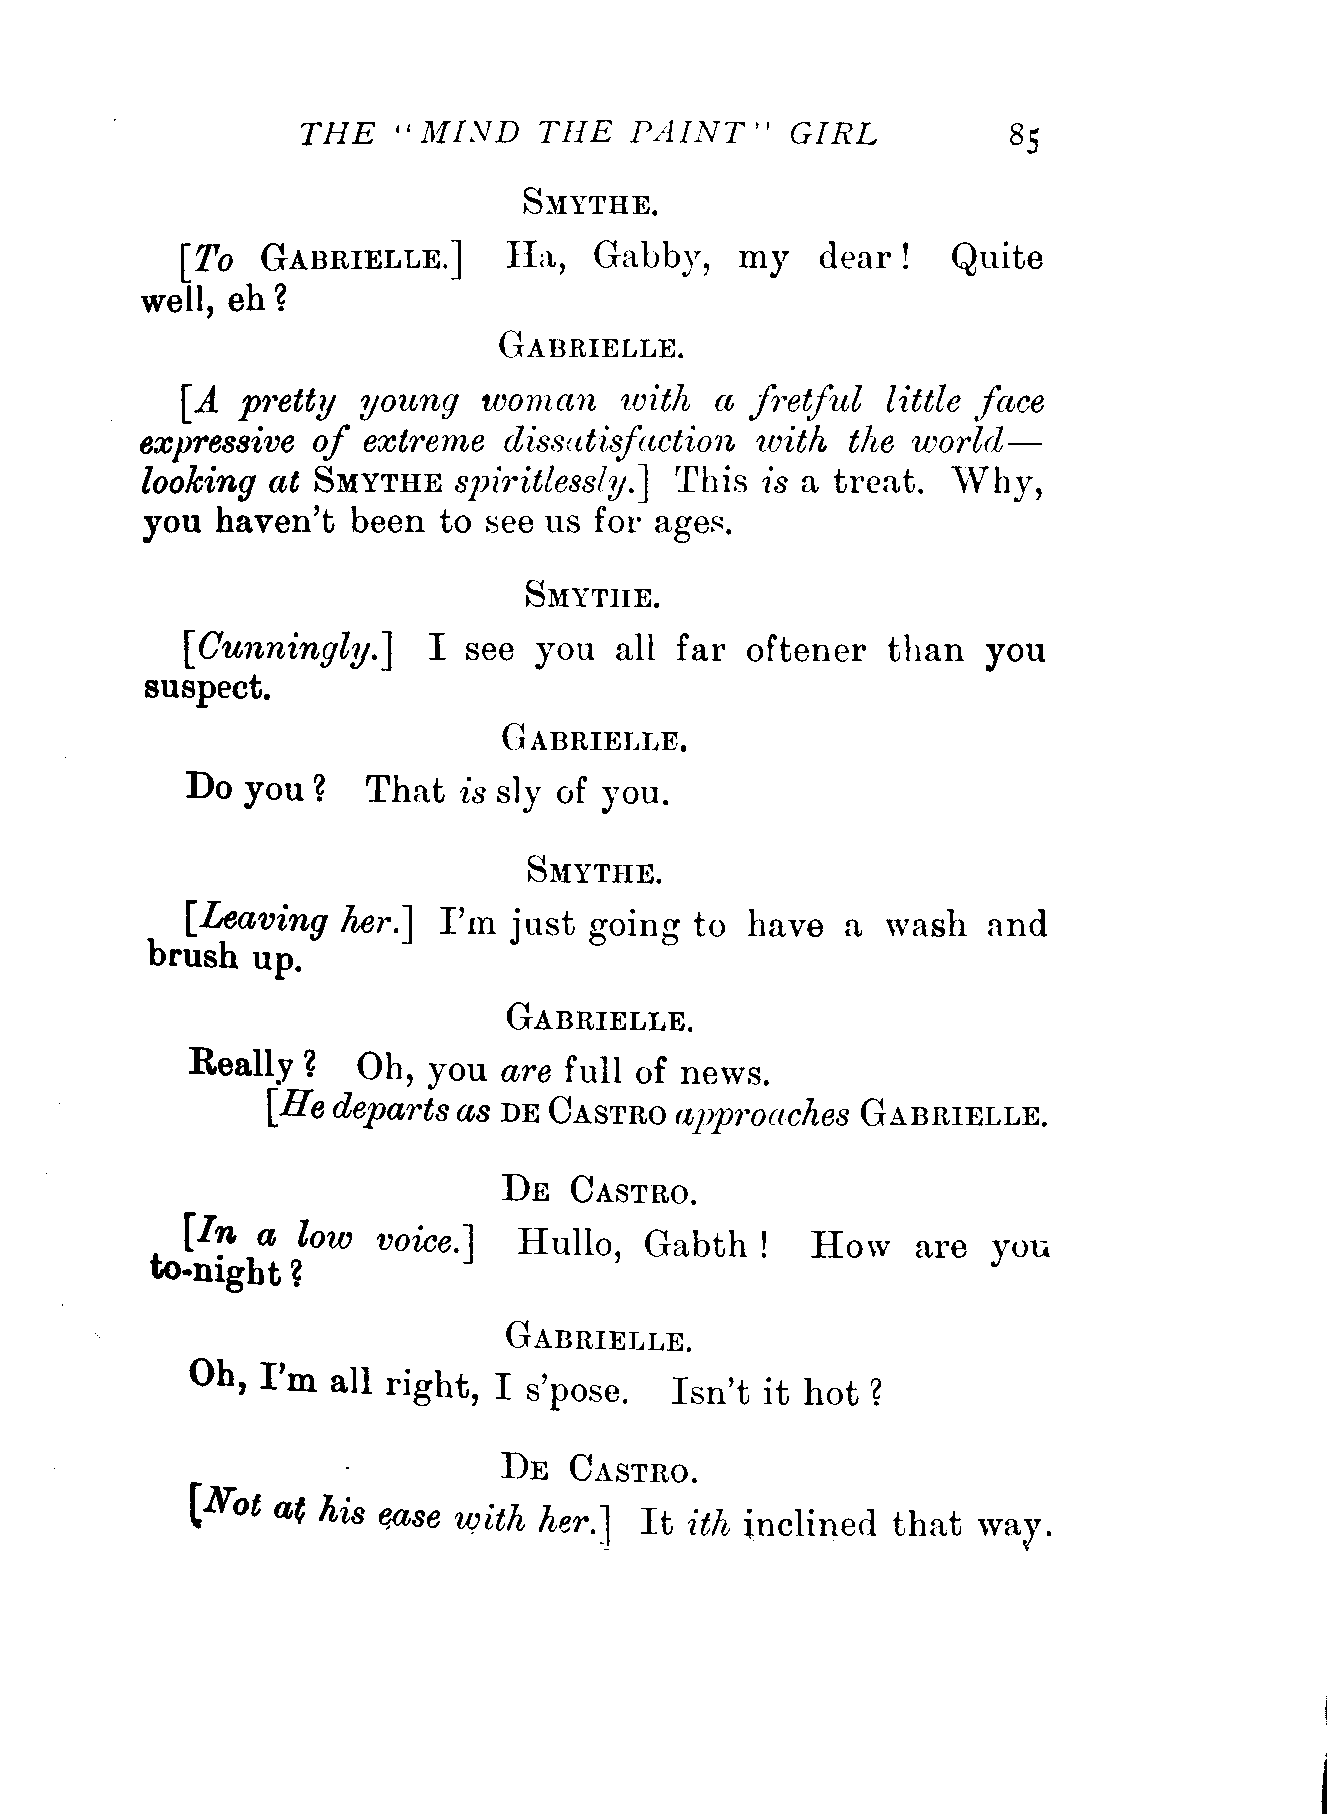 THE "MIND THE PAINT" GIRL 85
SMYTHE.
[To GABRIELLE.] Ha, Gabby, my dear! Quite
well, eh?
GABRIELLE.
[A pretty young woman with a fretful little face
expressive of extreme dissatisfaction with the world—
looking at SMYTHE spiritlessly.] This is a treat. Why,
you haven't been to see us for ages.
SMYTHE.
[Cunningly.] I see you all far oftener than you
suspect.
GABRIELLE.
Do you? That is sly of you.
SMYTHE.
[Leaving her.] I'm just going to have a wash and
brush up.
GABRIELLE.
Really? Oh, you are full of news.
[He departs as DE CASTRO approaches GABRIELLE.
DE CASTRO.
[In a low voice.] Hullo, Gabth! How are you
to-night?
GABRIELLE.
Oh, I'm all right, I s'pose. Isn't it hot?
DE CASTRO.
[Not at his ease with her.] It ith inclined that way.